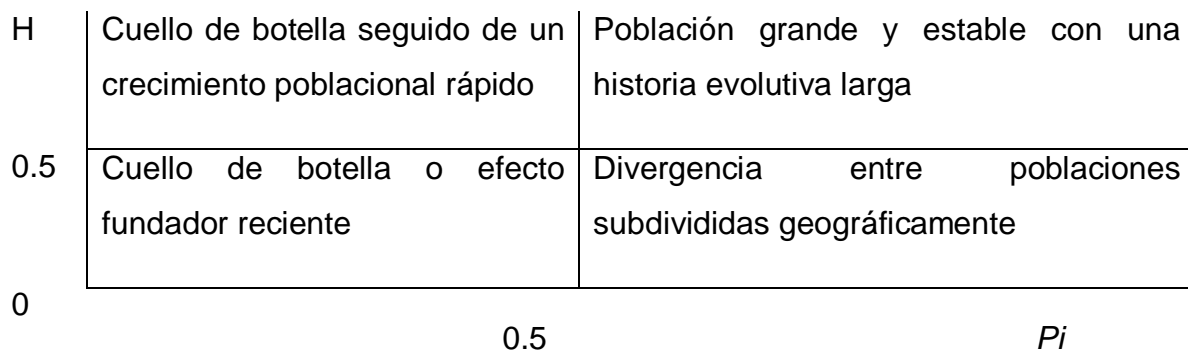 H
Cuello de botella seguido de un
crecimiento poblacional rápido
Población grande y estable con una
historia evolutiva larga
0.5
Cuello de botella o efecto
fundador reciente
Divergencia entre poblaciones
subdivididas geográficamente
0
0.5
Pi